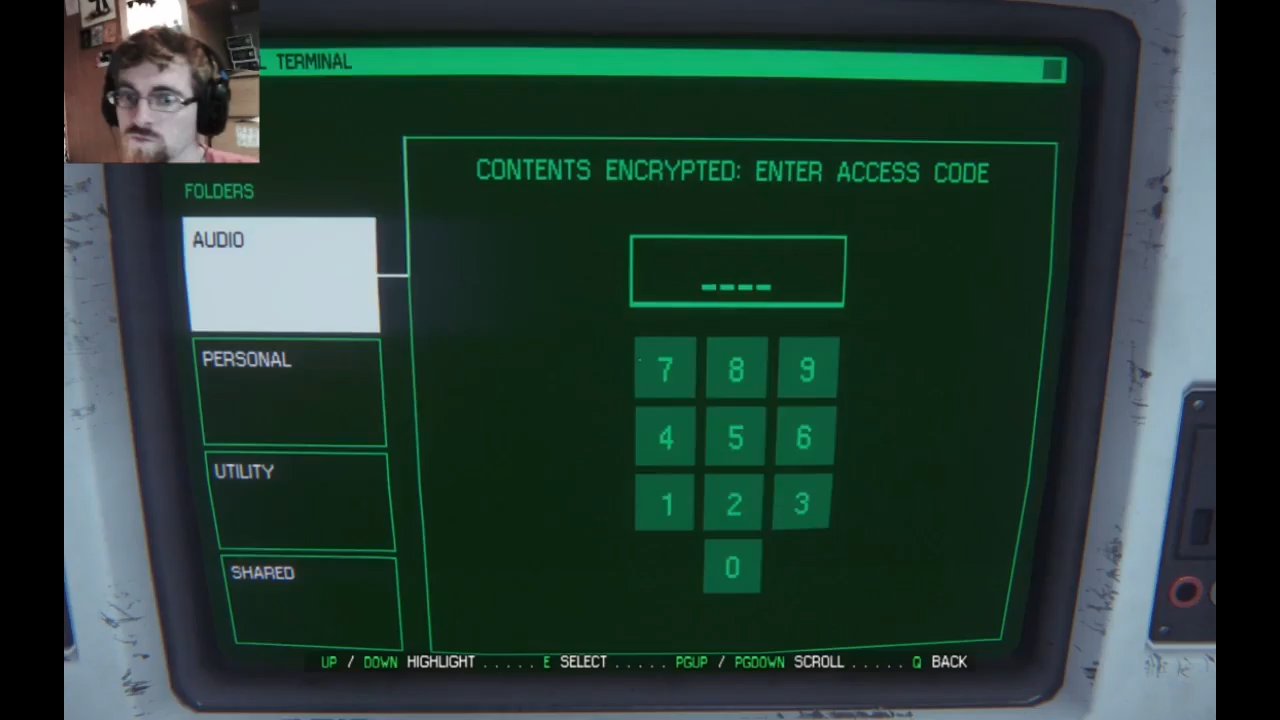 TERMINAL
CONTENTS ENCRYPTED: ENTER ACCESS CODE
FOLDERS
AUDIO
PERSONAL
UTILITY
SHARED
7 8 9
4 5 6
1 2 3
0
UP / DOWN HIGHLIGHT ..... E SELECT ...... PGUP / PGDOWN SCROLL ..... Q BACK